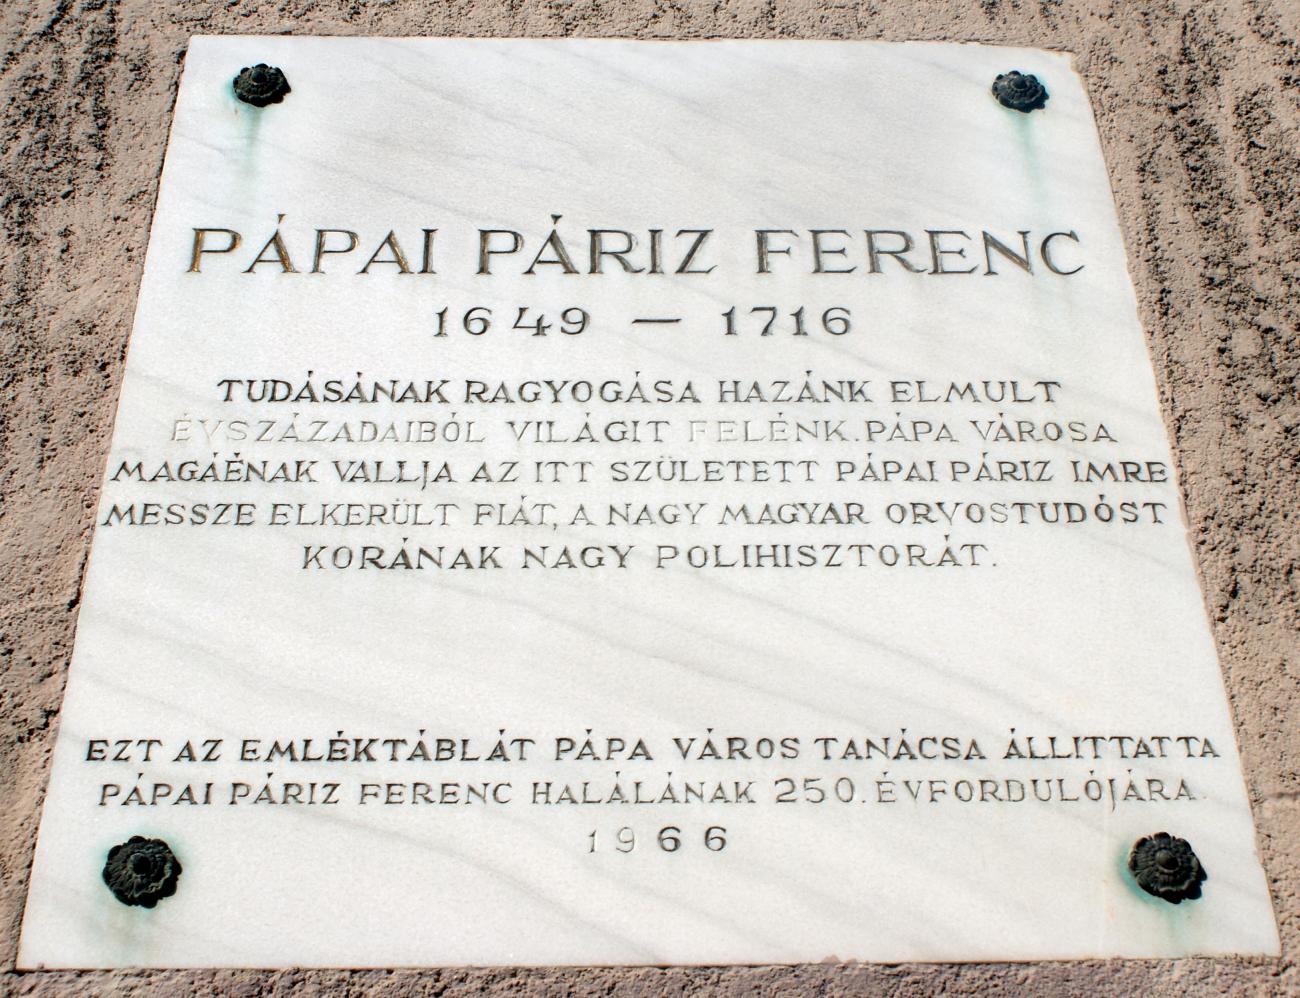 PÁPAI PÁRIZ FERENC
1649 – 1716
TUDÁSÁNAK RAGYOGÁSA HAZÁNK ELMULT
ÉVSZÁZADAIBÓL VILÁGIT FELÉNK. PÁPA VÁROSA
MAGÁÉNAK VALLJA AZ ITT SZÜLETETT PÁPAI PÁRIZ IMRE
MESSZE ELKERÜLT FIÁT, A NAGY MAGYAR ORVOSTUDÓST
KORÁNAK NAGY POLIHISZTORÁT.
EZT AZ EMLÉKTÁBLÁT PÁPA VÁROS TANÁCSA ÁLLITTATTA
PÁPAI PÁRIZ FERENC HALÁLÁNAK 250. ÉVFORDULÓJÁRA.
1966